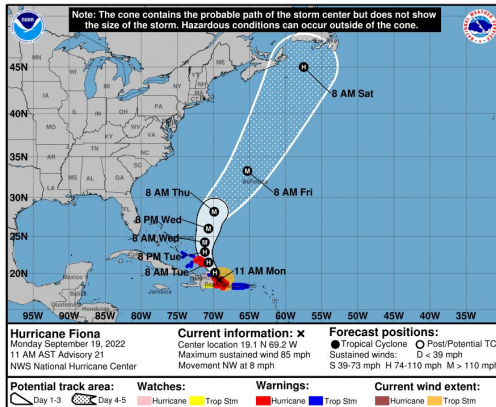 Note: The cone contains the probable path of the storm center but does not show
the size of the storm. Hazardous conditions can occur outside of the cone.
NOAA
45N
40N
35N
30N
25N
20N
MN
WI
MI
IA
IL
IN
OH
PA
NY
VT
ME
MO
KY
WV
VA
TN
NC
AR
SC
MS
AL
GA
LA
FL
H
8 AM Sat
M
8 AM Fri
Bermuda
8 AM Thu
M
8 PM Wed
M
8 AM Wed
M
8 PM Tue
H
8 AM Tue
H
H
11 AM Mon
Mexico
Belize
Guatemala
Honduras
Jamaica
95W 90W 85W 80W 75W 70W 65W 60W 55W 50W
Hurricane Fiona
Monday September 19, 2022
11 AM AST Advisory 21
NWS National Hurricane Center
Current information: ×
Center location 19.1 N 69.2 W
Maximum sustained wind 85 mph
Movement NW at 8 mph
Forecast positions:
● Tropical Cyclone ○ Post/Potential TC
Sustained winds: D < 39 mph
S 39-73 mph H 74-110 mph M > 110 mph
Potential track area:
Day 1-3 Day 4-5
Watches:
Hurricane Trop Stm
Warnings:
Hurricane Trop Stm
Current wind extent:
Hurricane Trop Stm